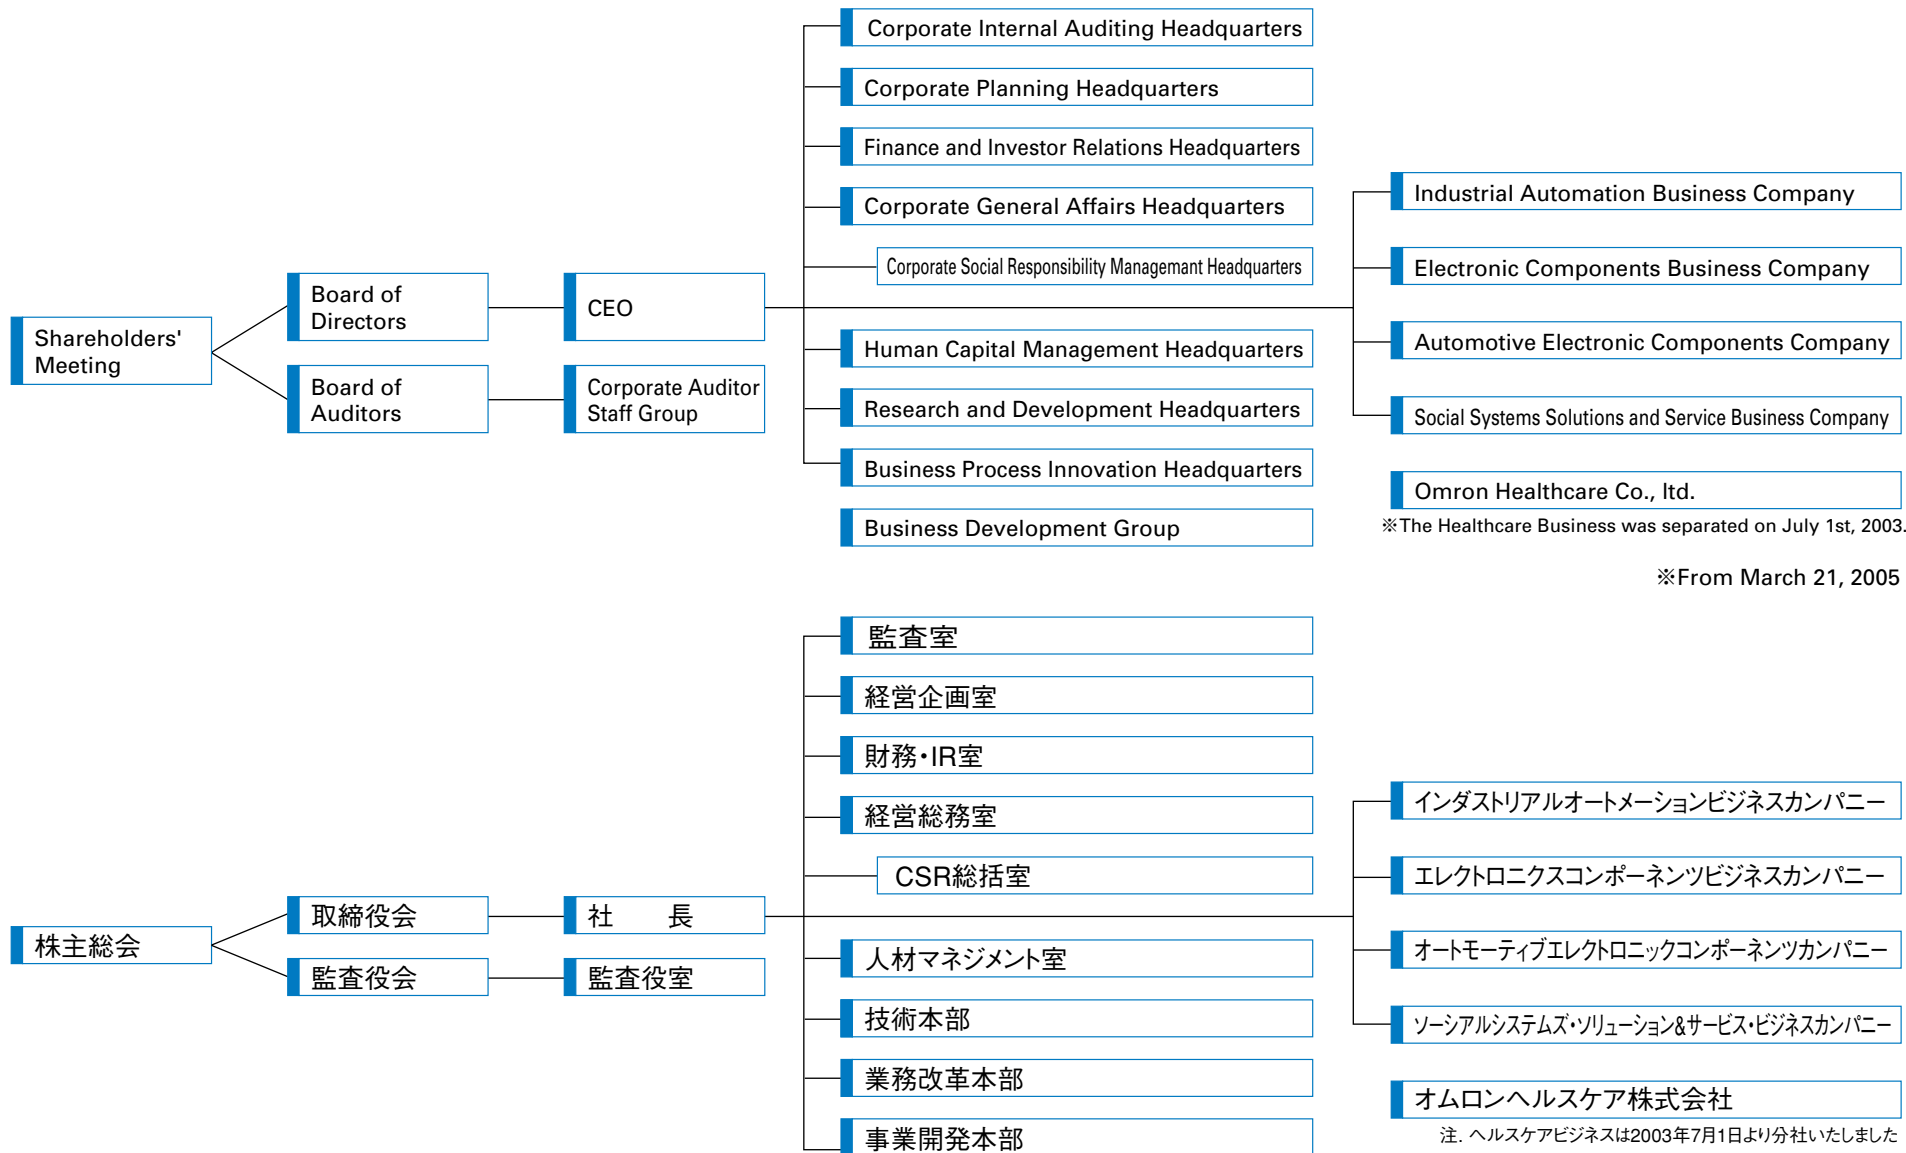 Corporate Internal Auditing Headquarters
Corporate Planning Headquarters
Finance and Investor Relations Headquarters
Corporate General Affairs Headquarters
Corporate Social Responsibility Managemant Headquarters
Shareholders'
Meeting
Board of
Directors
CEO
Board of
Auditors
Corporate Auditor
Staff Group
Human Capital Management Headquarters
Research and Development Headquarters
Business Process Innovation Headquarters
Business Development Group
Industrial Automation Business Company
Electronic Components Business Company
Automotive Electronic Components Company
Social Systems Solutions and Service Business Company
Omron Healthcare Co., ltd.
※The Healthcare Business was separated on July 1st, 2003.
※From March 21, 2005
監査室
経営企画室
財務・IR室
経営総務室
CSR総括室
株主総会
取締役会
社　長
監査役会
監査役室
人材マネジメント室
技術本部
業務改革本部
事業開発本部
インダストリアルオートメーションビジネスカンパニー
エレクトロニクスコンポーネンツビジネスカンパニー
オートモーティブエレクトロニックコンポーネンツカンパニー
ソーシアルシステムズ・ソリューション&サービス・ビジネスカンパニー
オムロンヘルスケア株式会社
注. ヘルスケアビジネスは2003年7月1日より分社いたしました